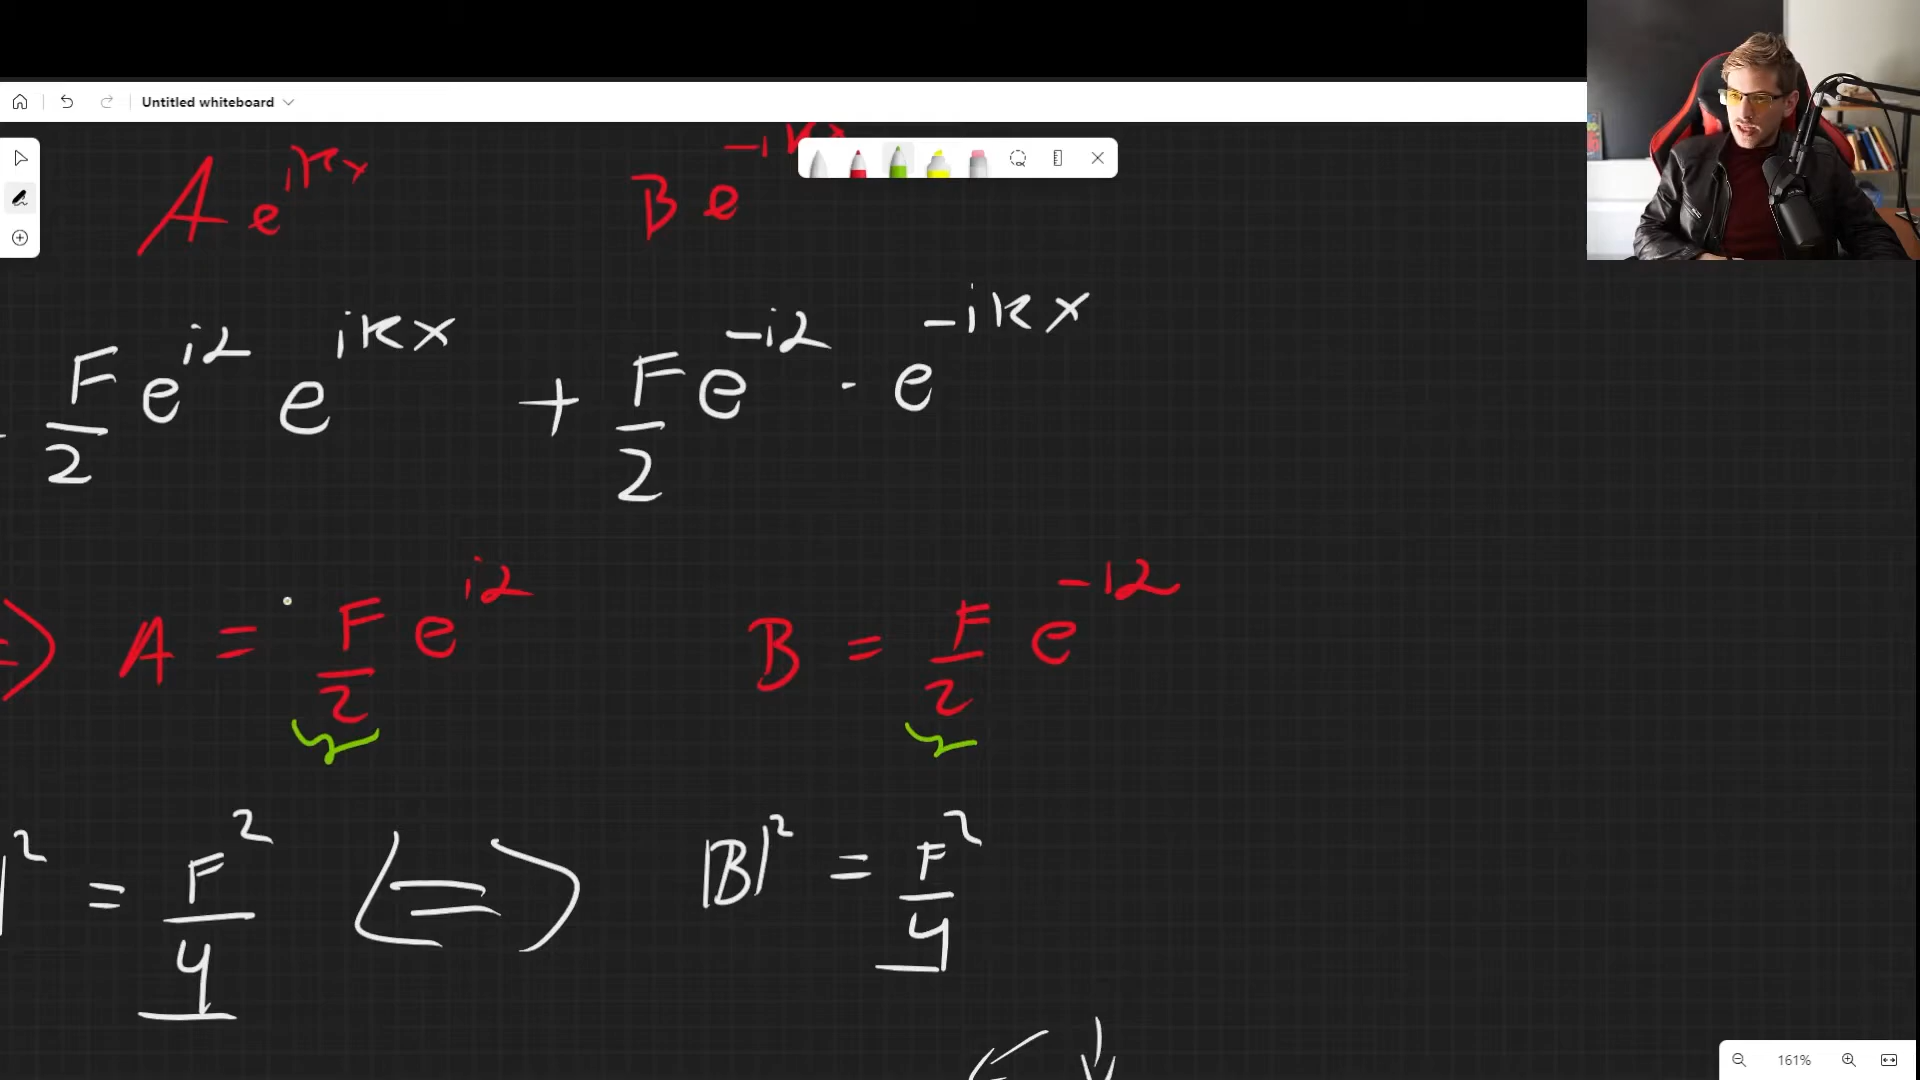 Untitled whiteboard
A e^{ikx} B e^{-ikx}
F/2 e^{i2} e^{ikx} + F/2 e^{-i2} · e^{-ikx}
=> A = F/2 e^{i2} B = F/2 e^{-i2}
|² = F²/4 <=> |B|² = F²/4
161%